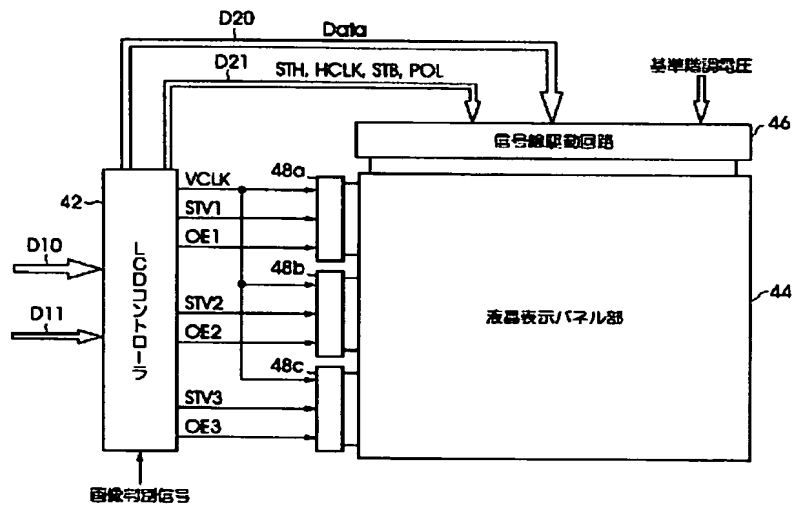 D20
Data
D21
STH, HCLK, STB, POL
基準階調電圧
46
信号線駆動回路
42
VCLK
48a
STV1
OE1
D10
48b
44
LCDコントローラ
液晶表示パネル部
STV2
D11
OE2
48c
STV3
OE3
画像判別信号